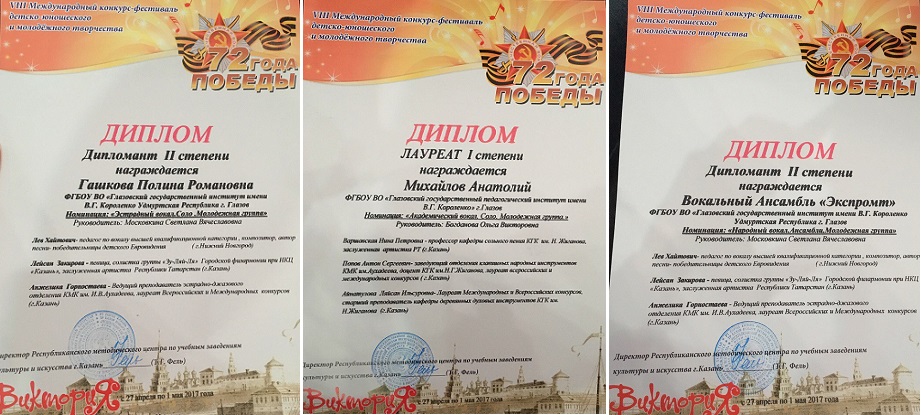 VIII Международный конкурс-фестиваль
детско-юношеского
и молодёжного творчества
72 ГОДА
ПОБЕДЫ
ДИПЛОМ
Дипломант II степени
награждается
Гашкова Полина Романовна
ФГБОУ ВО «Глазовский государственный институт имени
В.Г. Короленко Удмуртская Республика г. Глазов
Номинация: «Эстрадный вокал.Соло .Молодежная группа»
Руководитель: Московкина Светлана Вячеславовна
Лев Хайтович- педагог по вокалу высшей квалификационной категории , композитор, автор
песни- победительницы детского Евровидения (г.Нижний Новгород)
Лейсан Закирова - певица, солистка группы «Зу-Ляй-Ля» Городской филармонии при НКЦ
«Казань», заслуженная артистка Республики Татарстан (г.Казань)
Анжелика Горностаева - Ведущий преподаватель эстрадно-джазового
отделения КМК им. И.В.Аухадеева, лауреат Всероссийских и Международных конкурсов
(г.Казань)
Директор Республиканского методического центра по учебным заведениям
культуры и искусства г.Казань (Э.Г. Фель)
ВикториЯ
с 27 апреля по 1 мая 2017 года
VIII Международный конкурс-фестиваль
детско-юношеского
и молодёжного творчества
72 ГОДА
ПОБЕДЫ
ДИПЛОМ
ЛАУРЕАТ I степени
награждается
Михайлов Анатолий
ФГБОУ ВО «Глазовский государственный педагогический институт имени
В.Г. Короленко» г Глазов
Номинация: «Академический вокал. Соло. Молодежная группа.»
Руководитель: Богданова Ольга Викторовна
Нина Петровна - профессор кафедры сольного пения КГК им. Н. Жиганова,
заслуженная артистка РТ (г.Казань)
Попов Антон Сергеевич- заведующий отделения клавишных народных инструментов
КМК им.Аухадеева, доцент КГК им.Н.Г.Жиганова, лауреат всероссийских и
международных конкурсов (г.Казань)
Ляйсан Ильсуровна- Лауреат Международных и Всероссийских конкурсов,
старший преподаватель кафедры деревянных духовых инструментов КГК им.
Н.Жиганова (г.Казань)
Директор Республиканского методического центра по учебным заведениям
культуры и искусства г.Казань (Э.Г. Фель)
ВикториЯ
с 27 апреля по 1 мая 2017 года
VIII Международный конкурс-фестиваль
детско-юношеского
и молодёжного творчества
72 ГОДА
ПОБЕДЫ
ДИПЛОМ
Дипломант II степени
награждается
Вокальный Ансамбль «Экспромт»
ФГБОУ ВО «Глазовский государственный институт имени В.Г. Короленко
Удмуртская Республика г. Глазов
Номинация: «Народный вокал.Ансамбли.Молодежная группа»
Руководитель: Московкина Светлана Вячеславовна
Лев Хайтович- педагог по вокалу высшей квалификационной категории , композитор, автор
песни- победительницы детского Евровидения (г.Нижний Новгород)
Лейсан Закирова - певица, солистка группы «Зу-Ляй-Ля» Городской филармонии при НКЦ
«Казань», заслуженная артистка Республики Татарстан (г.Казань)
Анжелика Горностаева - Ведущий преподаватель эстрадно-джазового
отделения КМК им. И.В.Аухадеева, лауреат Всероссийских и Международных конкурсов
(г.Казань)
Директор Республиканского методического центра по учебным заведениям
культуры и искусства г.Казань (Э.Г. Фель)
ВикториЯ
с 27 апреля по 1 мая 2017 года